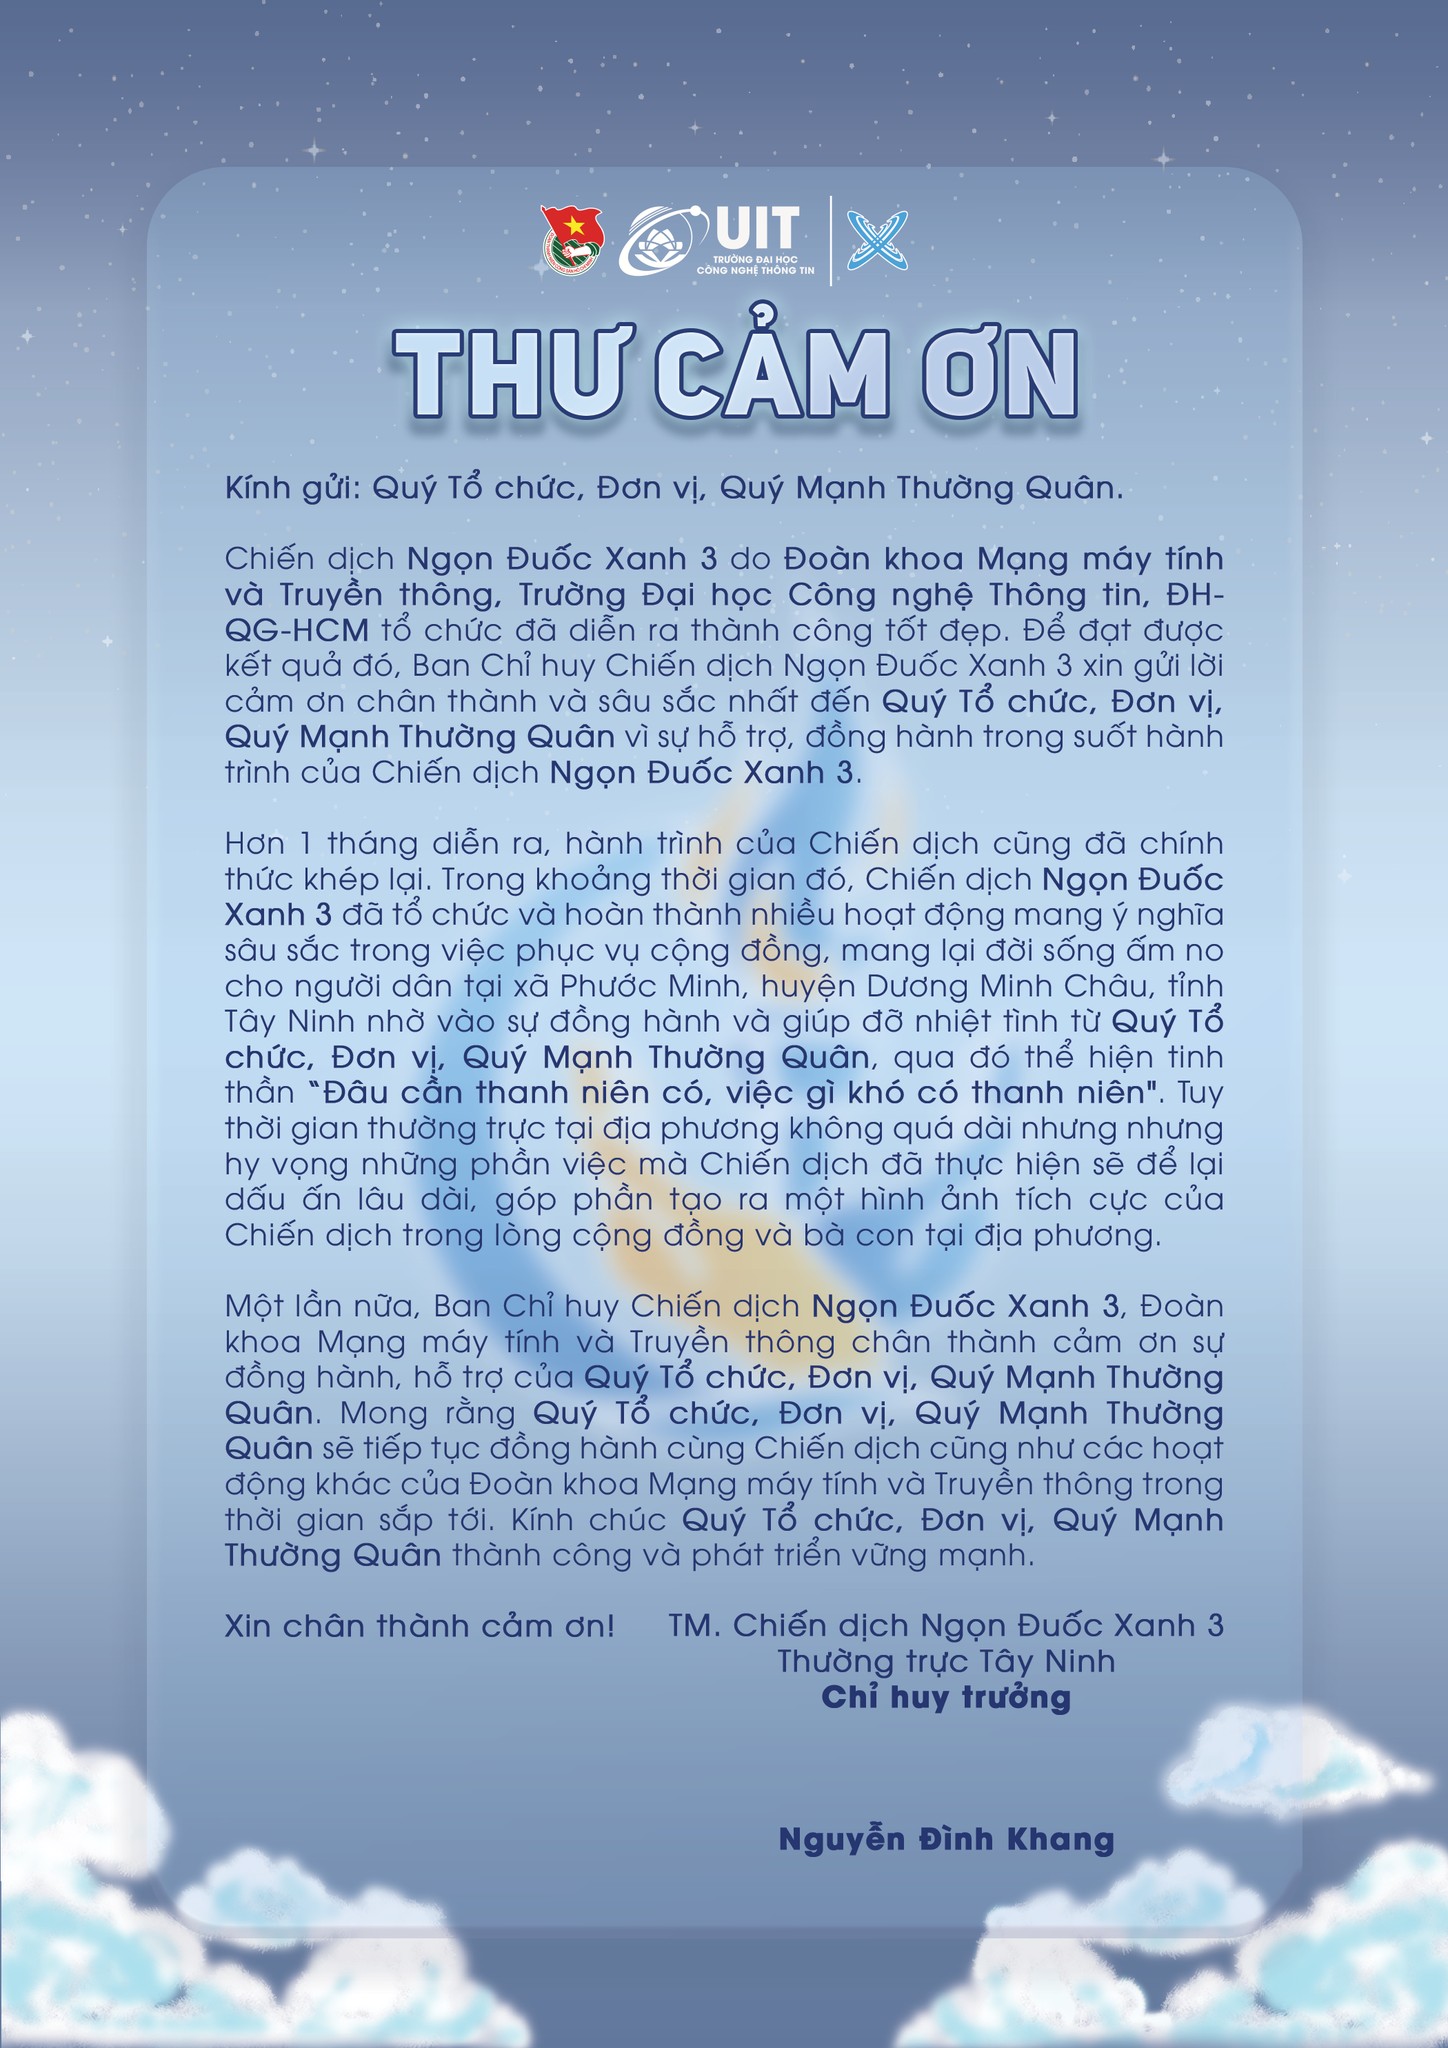 UIT
TRƯỜNG ĐẠI HỌC
CÔNG NGHỆ THÔNG TIN
THƯ CẢM ƠN
Kính gửi: Quý Tổ chức, Đơn vị, Quý Mạnh Thường Quân.
Chiến dịch Ngọn Đuốc Xanh 3 do Đoàn khoa Mạng máy tính
và Truyền thông, Trường Đại học Công nghệ Thông tin, ĐH-
QG-HCM tổ chức đã diễn ra thành công tốt đẹp. Để đạt được
kết quả đó, Ban Chỉ huy Chiến dịch Ngọn Đuốc Xanh 3 xin gửi lời
cảm ơn chân thành và sâu sắc nhất đến Quý Tổ chức, Đơn vị,
Quý Mạnh Thường Quân vì sự hỗ trợ, đồng hành trong suốt hành
trình của Chiến dịch Ngọn Đuốc Xanh 3.
Hơn 1 tháng diễn ra, hành trình của Chiến dịch cũng đã chính
thức khép lại. Trong khoảng thời gian đó, Chiến dịch Ngọn Đuốc
Xanh 3 đã tổ chức và hoàn thành nhiều hoạt động mang ý nghĩa
sâu sắc trong việc phục vụ cộng đồng, mang lại đời sống ấm no
cho người dân tại xã Phước Minh, huyện Dương Minh Châu, tỉnh
Tây Ninh nhờ vào sự đồng hành và giúp đỡ nhiệt tình từ Quý Tổ
chức, Đơn vị, Quý Mạnh Thường Quân, qua đó thể hiện tinh
thần “Đâu cần thanh niên có, việc gì khó có thanh niên". Tuy
thời gian thường trực tại địa phương không quá dài nhưng nhưng
hy vọng những phần việc mà Chiến dịch đã thực hiện sẽ để lại
dấu ấn lâu dài, góp phần tạo ra một hình ảnh tích cực của
Chiến dịch trong lòng cộng đồng và bà con tại địa phương.
Một lần nữa, Ban Chỉ huy Chiến dịch Ngọn Đuốc Xanh 3, Đoàn
khoa Mạng máy tính và Truyền thông chân thành cảm ơn sự
đồng hành, hỗ trợ của Quý Tổ chức, Đơn vị, Quý Mạnh Thường
Quân. Mong rằng Quý Tổ chức, Đơn vị, Quý Mạnh Thường
Quân sẽ tiếp tục đồng hành cùng Chiến dịch cũng như các hoạt
động khác của Đoàn khoa Mạng máy tính và Truyền thông trong
thời gian sắp tới. Kính chúc Quý Tổ chức, Đơn vị, Quý Mạnh
Thường Quân thành công và phát triển vững mạnh.
Xin chân thành cảm ơn!
TM. Chiến dịch Ngọn Đuốc Xanh 3
Thường trực Tây Ninh
Chỉ huy trưởng
Nguyễn Đình Khang